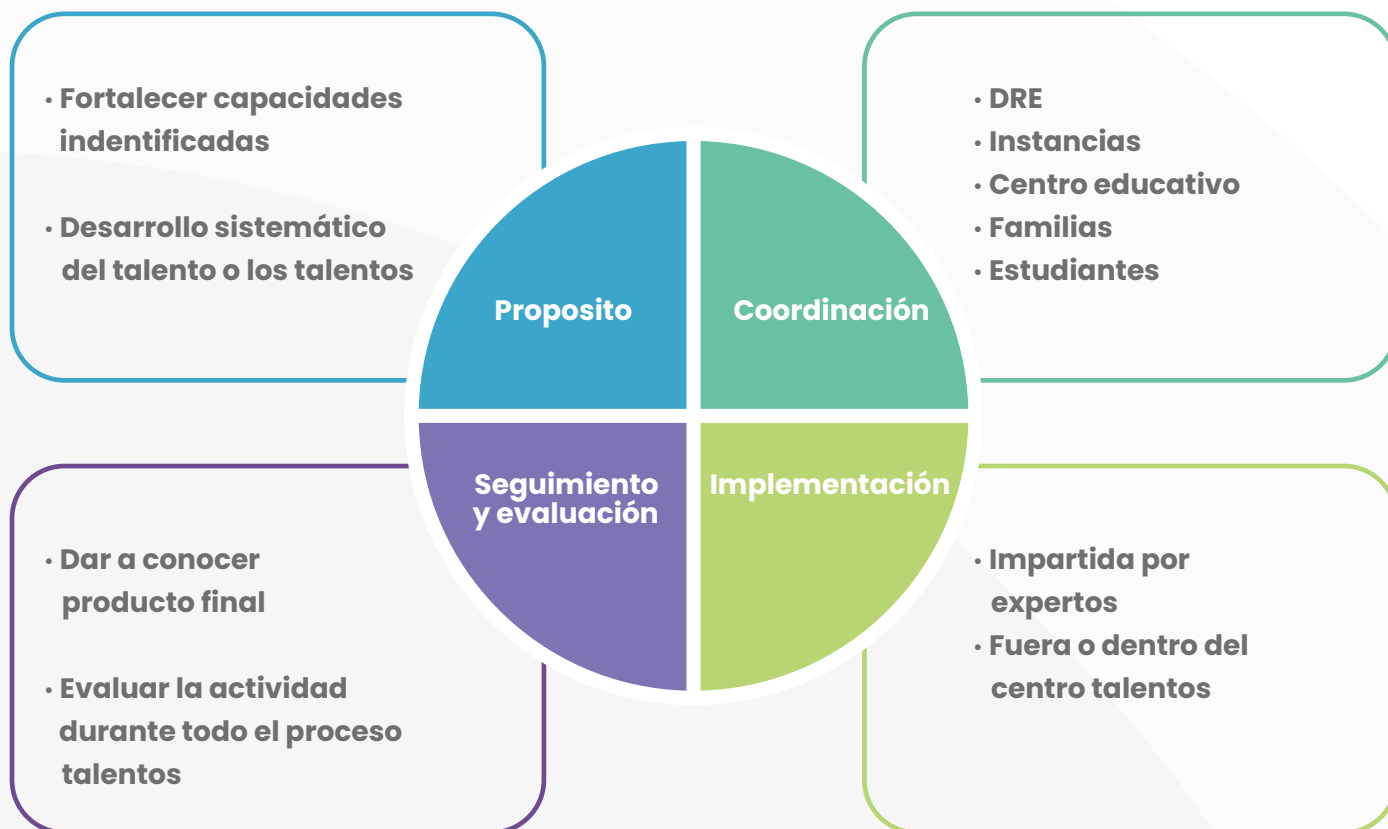 · Fortalecer capacidades
indentificadas
· Desarrollo sistemático
del talento o los talentos
· DRE
· Instancias
· Centro educativo
· Familias
· Estudiantes
Proposito
Coordinación
Seguimiento
y evaluación
Implementación
· Dar a conocer
producto final
· Evaluar la actividad
durante todo el proceso
talentos
· Impartida por
expertos
· Fuera o dentro del
centro talentos